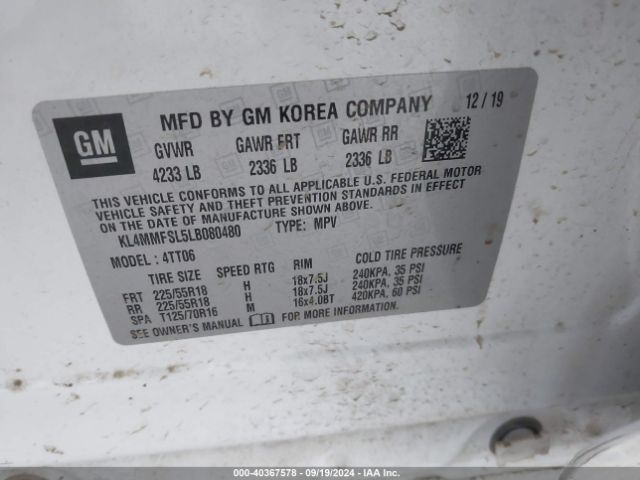 GM
MFD BY GM KOREA COMPANY 12 / 19
GVWR GAWR FRT GAWR RR
4233 LB 2336 LB 2336 LB
THIS VEHICLE CONFORMS TO ALL APPLICABLE U.S. FEDERAL MOTOR
VEHICLE SAFETY AND THEFT PREVENTION STANDARDS IN EFFECT
ON THE DATE OF MANUFACTURE SHOWN ABOVE.
KL4MMFSL5LB080480 TYPE: MPV
MODEL : 4TT06
TIRE SIZE SPEED RTG RIM COLD TIRE PRESSURE
FRT 225/55R18 H 18x7.5J 240KPA, 35 PSI
RR 225/55R18 H 18x7.5J 240KPA, 35 PSI
SPA T125/70R16 M 16x4.0BT 420KPA, 60 PSI
SEE OWNER'S MANUAL FOR MORE INFORMATION.
000-40367578 - 09/19/2024 - IAA Inc.